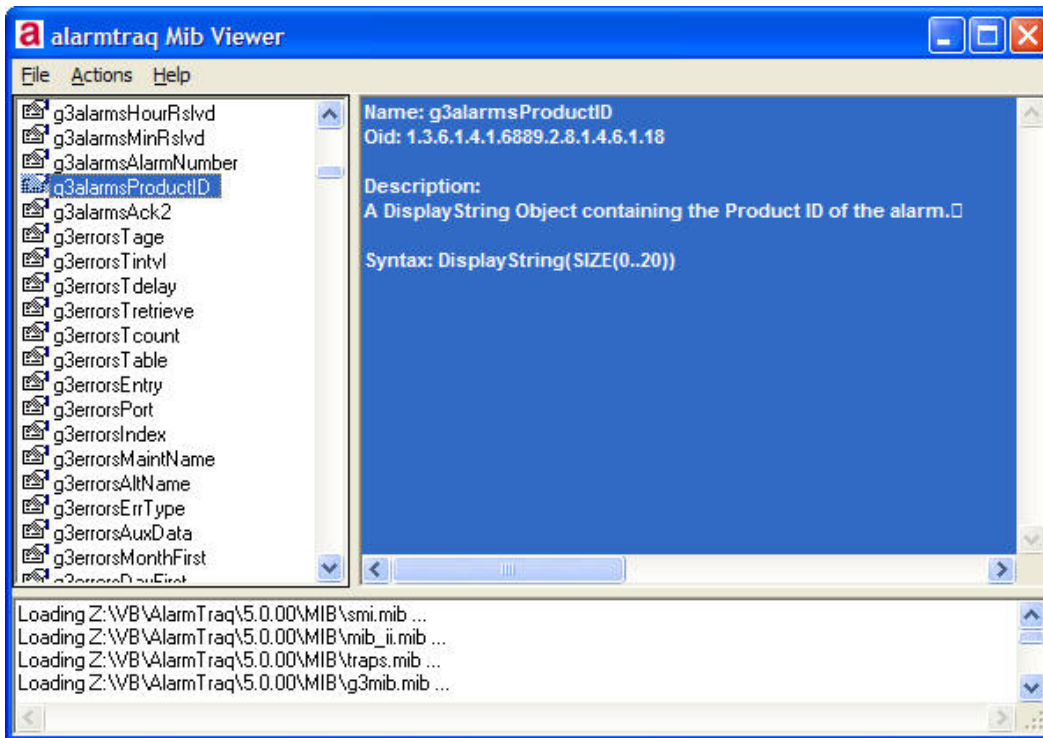 a alarmtraq Mib Viewer
File Actions Help
g3alarmsHourRslvd
g3alarmsMinRslvd
g3alarmsAlarmNumber
g3alarmsProductID
g3alarmsAck2
g3errorsTage
g3errorsTintvl
g3errorsTdelay
g3errorsTretrieve
g3errorsTcount
g3errorsTable
g3errorsEntry
g3errorsPort
g3errorsIndex
g3errorsMaintName
g3errorsAltName
g3errorsErrType
g3errorsAuxData
g3errorsMonthFirst
g3errorsDayFirst
Name: g3alarmsProductID
Oid: 1.3.6.1.4.1.6889.2.8.1.4.6.1.18
Description:
A DisplayString Object containing the Product ID of the alarm.
Syntax: DisplayString(SIZE(0..20))
Loading Z:\VB\AlarmTraq\5.0.00\MIB\smi.mib ...
Loading Z:\VB\AlarmTraq\5.0.00\MIB\mib_ii.mib ...
Loading Z:\VB\AlarmTraq\5.0.00\MIB\traps.mib ...
Loading Z:\VB\AlarmTraq\5.0.00\MIB\g3mib.mib ...